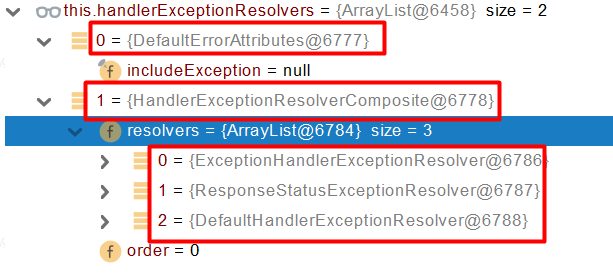 this.handlerExceptionResolvers = {ArrayList@6458} size = 2
0 = {DefaultErrorAttributes@6777}
f includeException = null
1 = {HandlerExceptionResolverComposite@6778}
f resolvers = {ArrayList@6784} size = 3
0 = {ExceptionHandlerExceptionResolver@6786}
1 = {ResponseStatusExceptionResolver@6787}
2 = {DefaultHandlerExceptionResolver@6788}
f order = 0